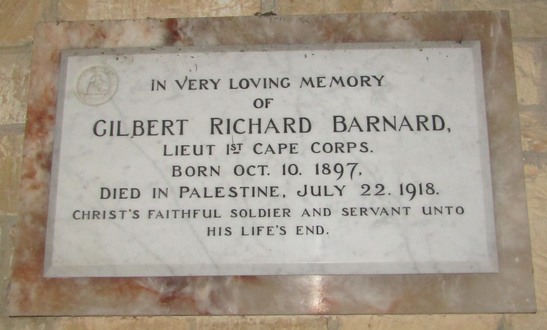 IN VERY LOVING MEMORY
OF
GILBERT RICHARD BARNARD,
LIEUT 1ST CAPE CORPS.
BORN OCT. 10. 1897,
DIED IN PALESTINE, JULY 22. 1918.
CHRIST'S FAITHFUL SOLDIER AND SERVANT UNTO
HIS LIFE'S END.